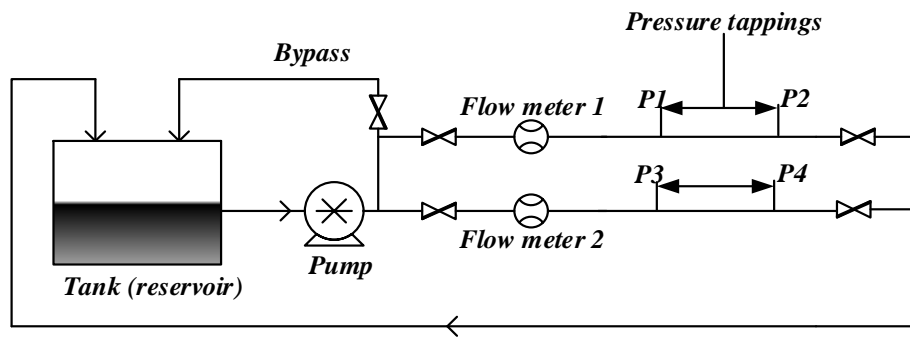 Pressure tappings
Bypass
Flow meter 1
P1
P2
P3
P4
Flow meter 2
Pump
Tank (reservoir)